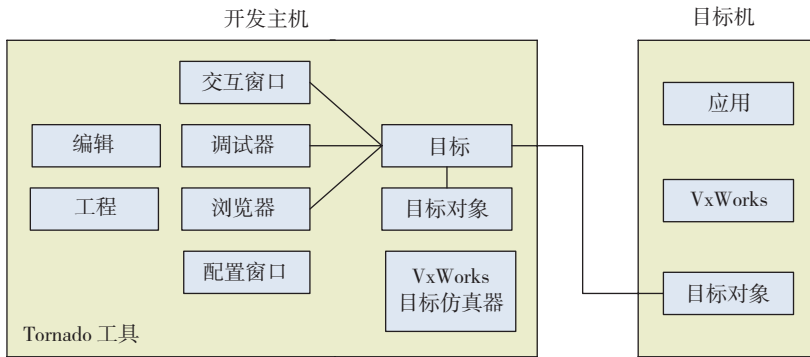 开发主机
目标机
交互窗口
编辑
调试器
目标
工程
浏览器
目标对象
配置窗口
VxWorks
目标仿真器
Tornado 工具
应用
VxWorks
目标对象